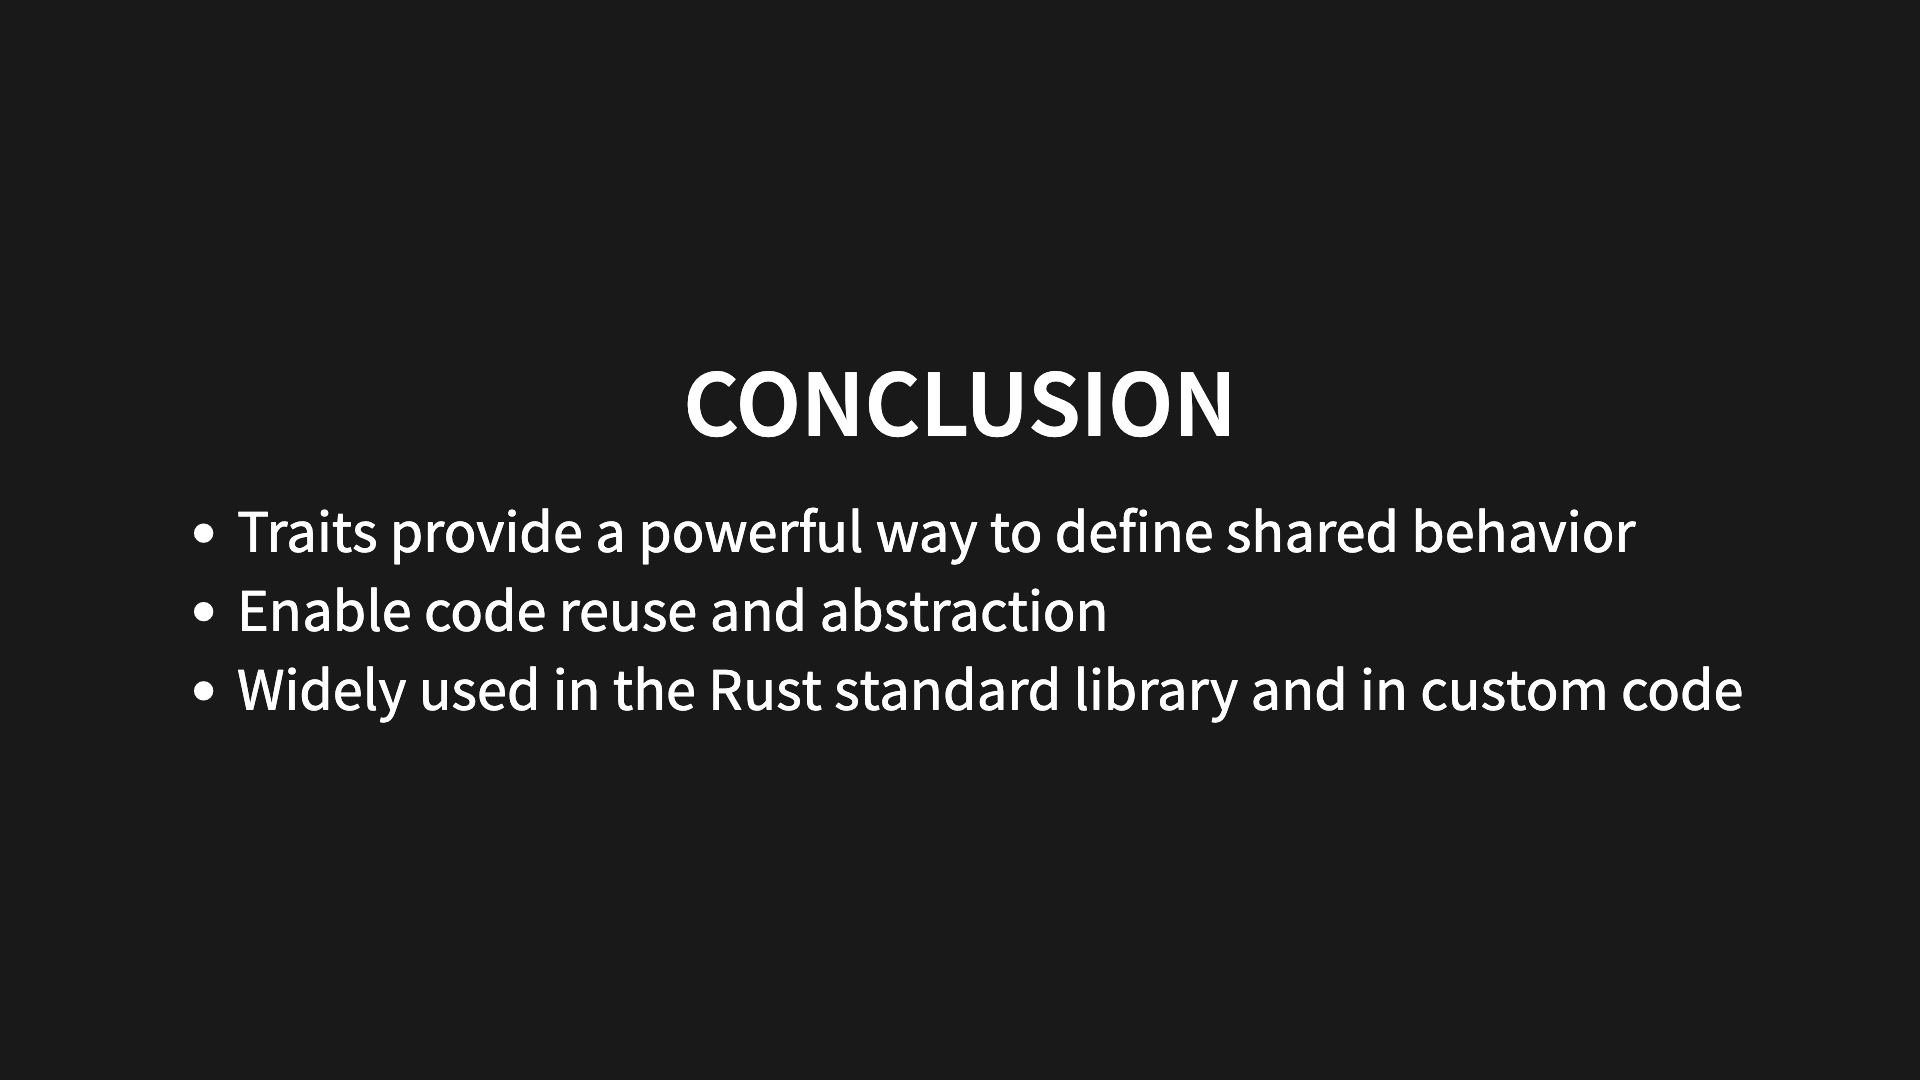 CONCLUSION
• Traits provide a powerful way to define shared behavior
• Enable code reuse and abstraction
• Widely used in the Rust standard library and in custom code